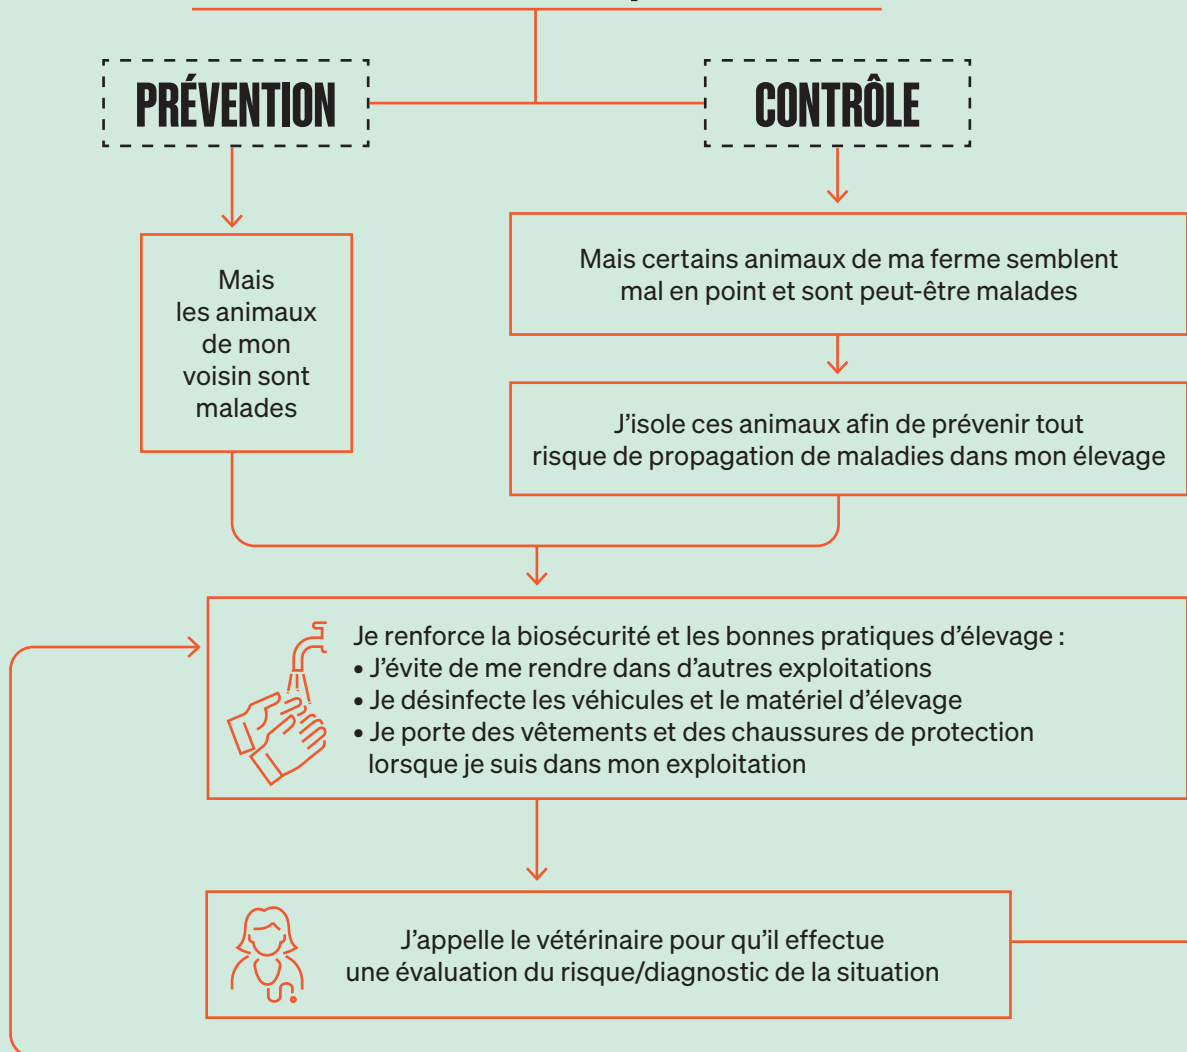 PRÉVENTION
CONTRÔLE
Mais
les animaux
de mon
voisin sont
malades
Mais certains animaux de ma ferme semblent
mal en point et sont peut-être malades
J’isole ces animaux afin de prévenir tout
risque de propagation de maladies dans mon élevage
Je renforce la biosécurité et les bonnes pratiques d’élevage :
• J’évite de me rendre dans d’autres exploitations
• Je désinfecte les véhicules et le matériel d’élevage
• Je porte des vêtements et des chaussures de protection
lorsque je suis dans mon exploitation
J’appelle le vétérinaire pour qu’il effectue
une évaluation du risque/diagnostic de la situation